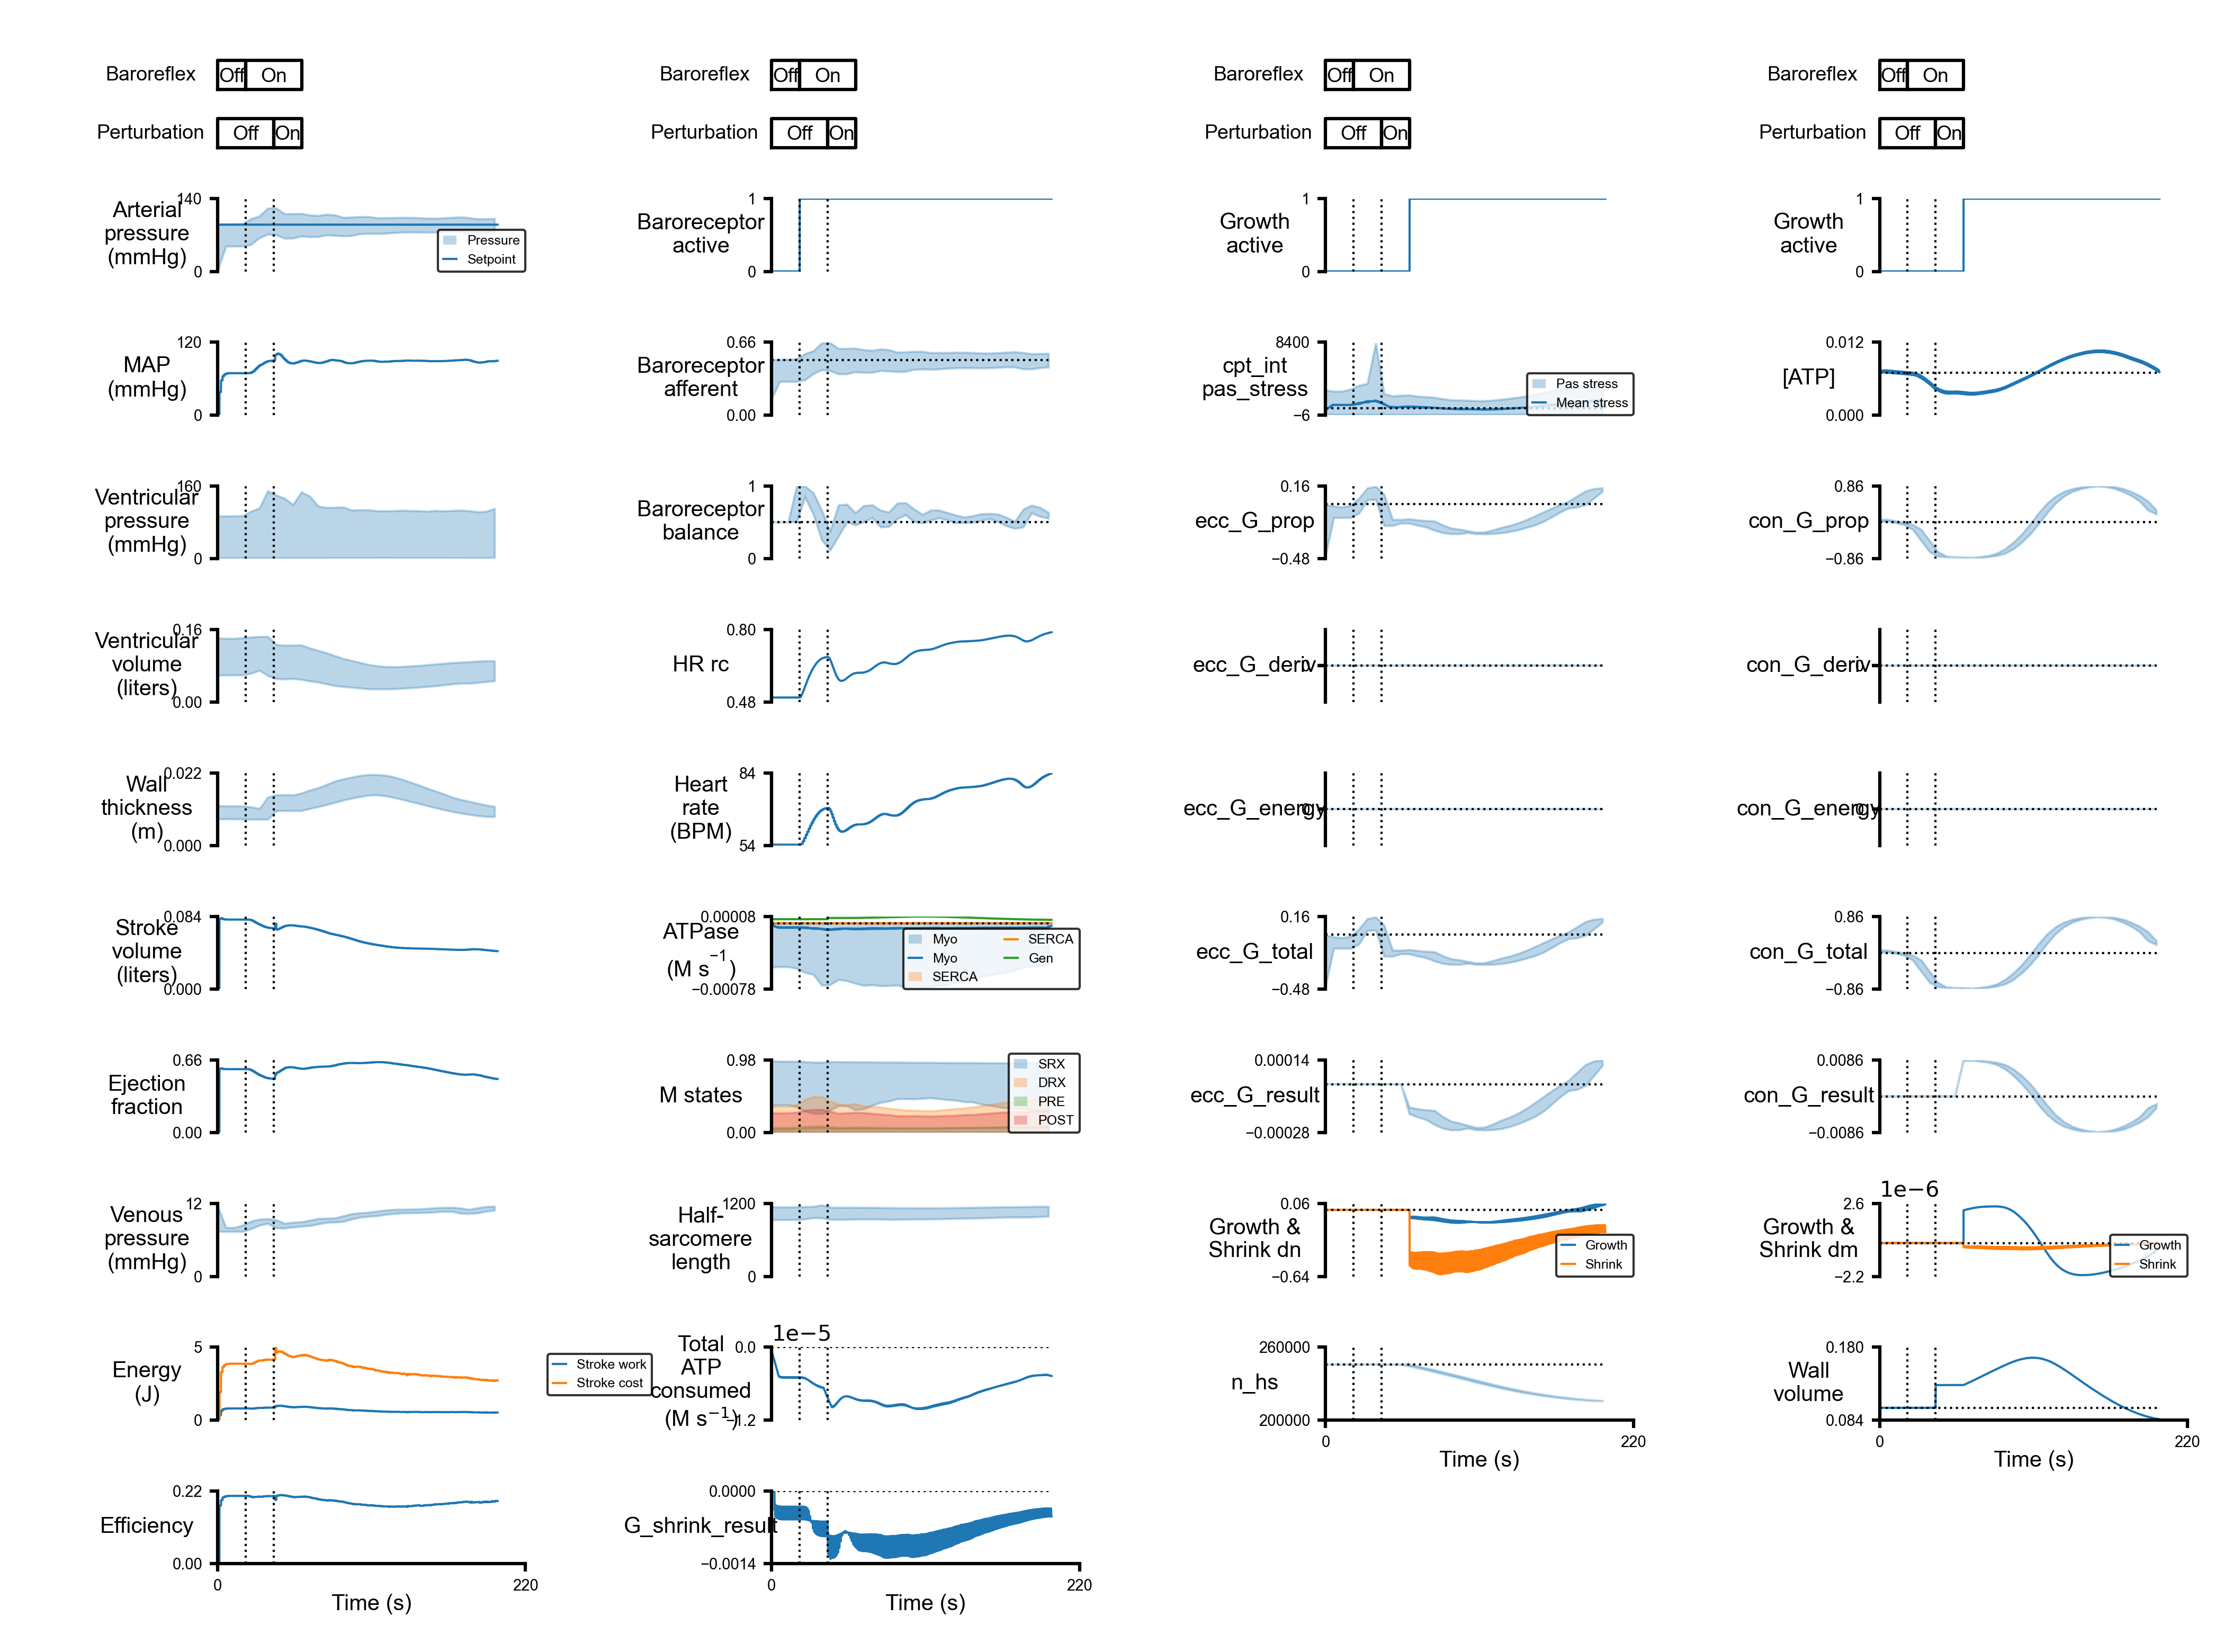 Baroreflex Off On
Baroreflex Off On
Baroreflex Off On
Baroreflex Off On
Perturbation Off On
Perturbation Off On
Perturbation Off On
Perturbation Off On
Arterial
pressure
(mmHg)
140
0
Pressure
Setpoint
Baroreceptor
active
1
0
Growth
active
1
0
Growth
active
1
0
MAP
(mmHg)
120
0
Baroreceptor
afferent
0.66
0.00
cpt_int
pas_stress
8400
−6
Pas stress
Mean stress
[ATP]
0.012
0.000
Ventricular
pressure
(mmHg)
160
0
Baroreceptor
balance
1
0
ecc_G_prop
0.16
−0.48
con_G_prop
0.86
−0.86
Ventricular
volume
(liters)
0.16
0.00
HR rc
0.80
0.48
ecc_G_deriv
0
con_G_deriv
0
Wall
thickness
(m)
0.022
0.000
Heart
rate
(BPM)
84
54
ecc_G_energy
0
con_G_energy
0
Stroke
volume
(liters)
0.084
0.000
ATPase
(M s−1)
0.00008
−0.00078
Myo
Myo
SERCA
SERCA
Gen
ecc_G_total
0.16
−0.48
con_G_total
0.86
−0.86
Ejection
fraction
0.66
0.00
M states
0.98
0.00
SRX
DRX
PRE
POST
ecc_G_result
0.00014
−0.00028
con_G_result
0.0086
−0.0086
Venous
pressure
(mmHg)
12
0
Half-
sarcomere
length
1200
0
Growth &
Shrink dn
0.06
−0.64
Growth
Shrink
1e−6
Growth &
Shrink dm
2.6
−2.2
Growth
Shrink
Energy
(J)
5
0
Stroke work
Stroke cost
1e−5
Total
ATP
consumed
(M s−1)
0.0
−1.2
n_hs
260000
200000
0 220
Time (s)
Wall
volume
0.180
0.084
0 220
Time (s)
Efficiency
0.22
0.00
0 220
Time (s)
G_shrink_result
0.0000
−0.0014
0 220
Time (s)